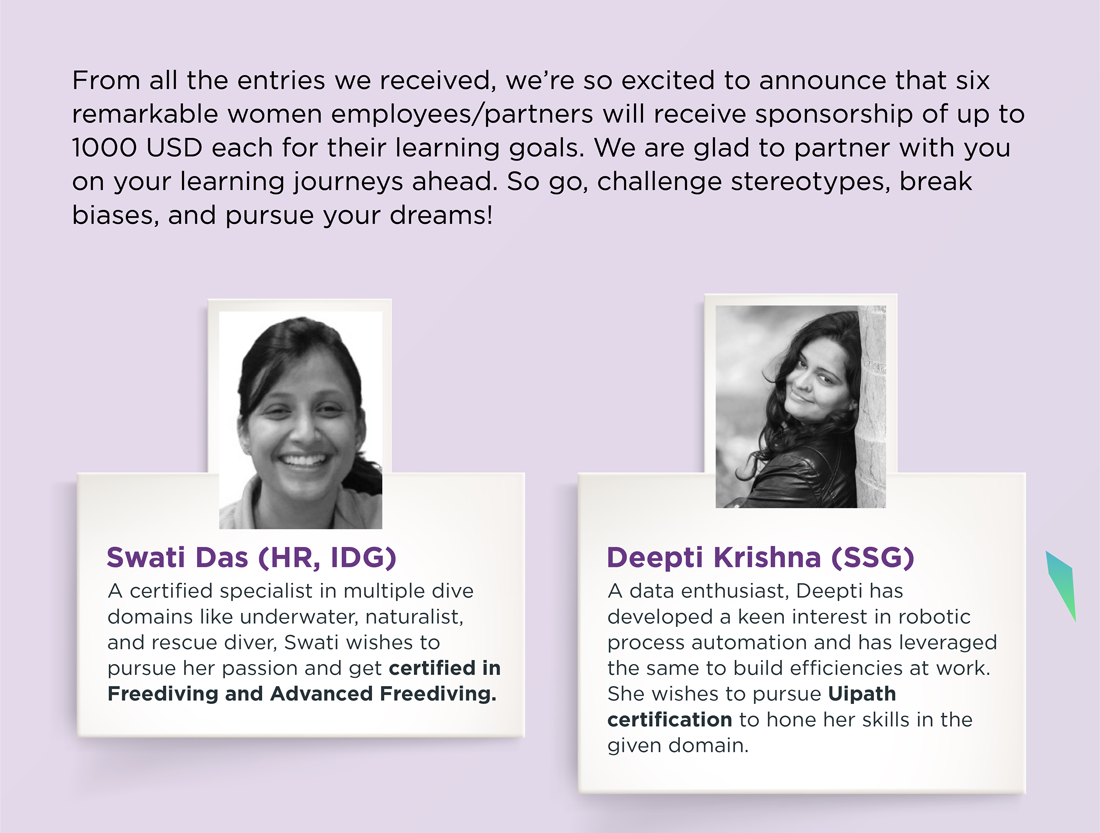 From all the entries we received, we’re so excited to announce that six
remarkable women employees/partners will receive sponsorship of up to
1000 USD each for their learning goals. We are glad to partner with you
on your learning journeys ahead. So go, challenge stereotypes, break
biases, and pursue your dreams!
Swati Das (HR, IDG)
A certified specialist in multiple dive
domains like underwater, naturalist,
and rescue diver, Swati wishes to
pursue her passion and get certified in
Freediving and Advanced Freediving.
Deepti Krishna (SSG)
A data enthusiast, Deepti has
developed a keen interest in robotic
process automation and has leveraged
the same to build efficiencies at work.
She wishes to pursue Uipath
certification to hone her skills in the
given domain.